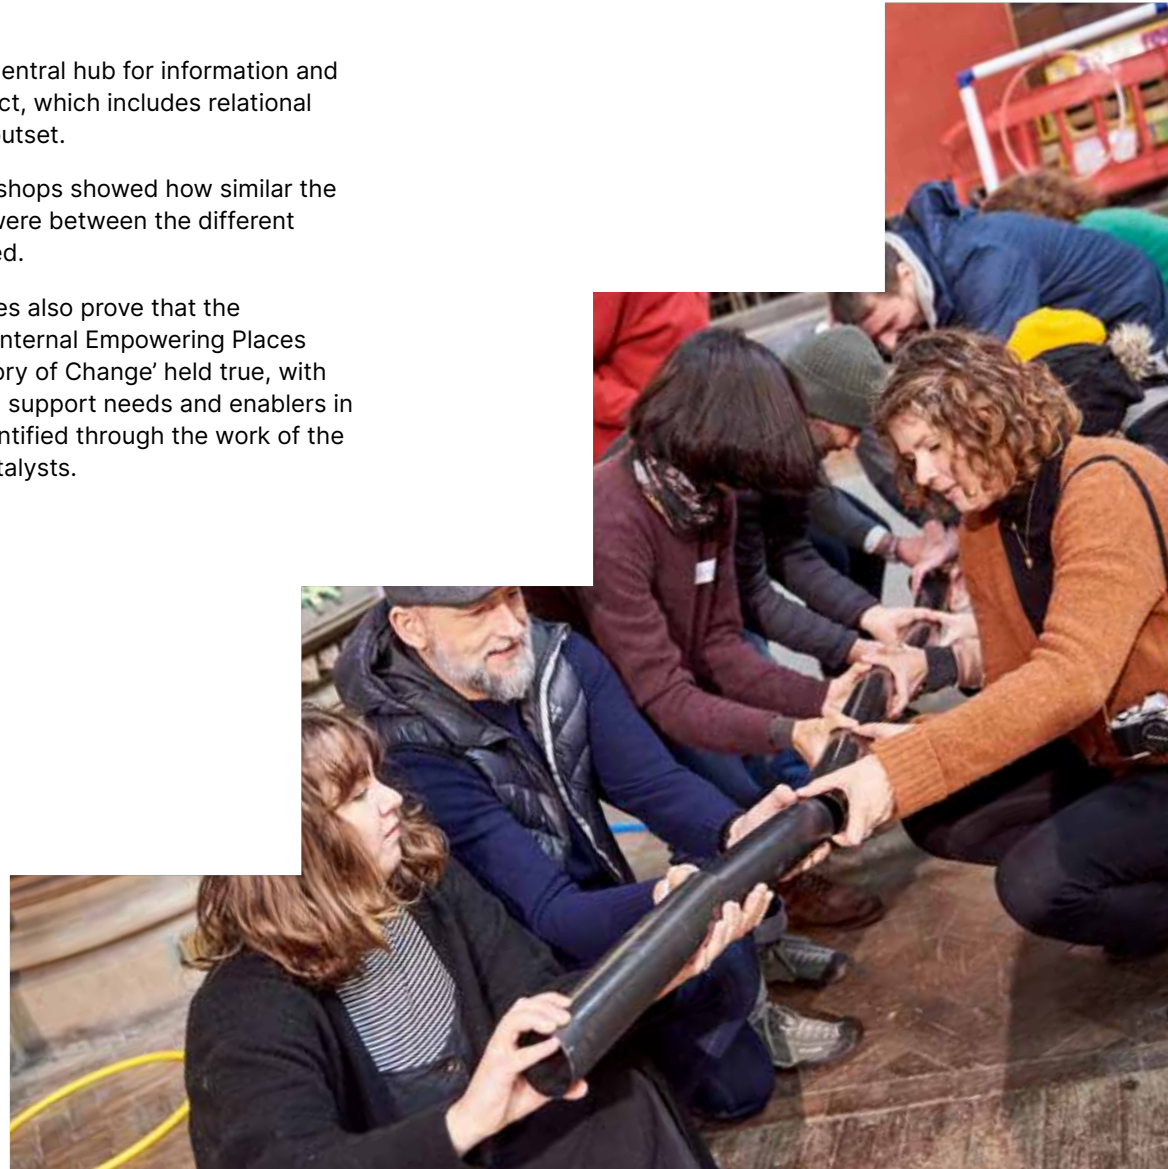 entral hub for information and
ct, which includes relational
utset.
shops showed how similar the
were between the different
ed.
es also prove that the
nternal Empowering Places
ory of Change’ held true, with
support needs and enablers in
ntified through the work of the
talysts.